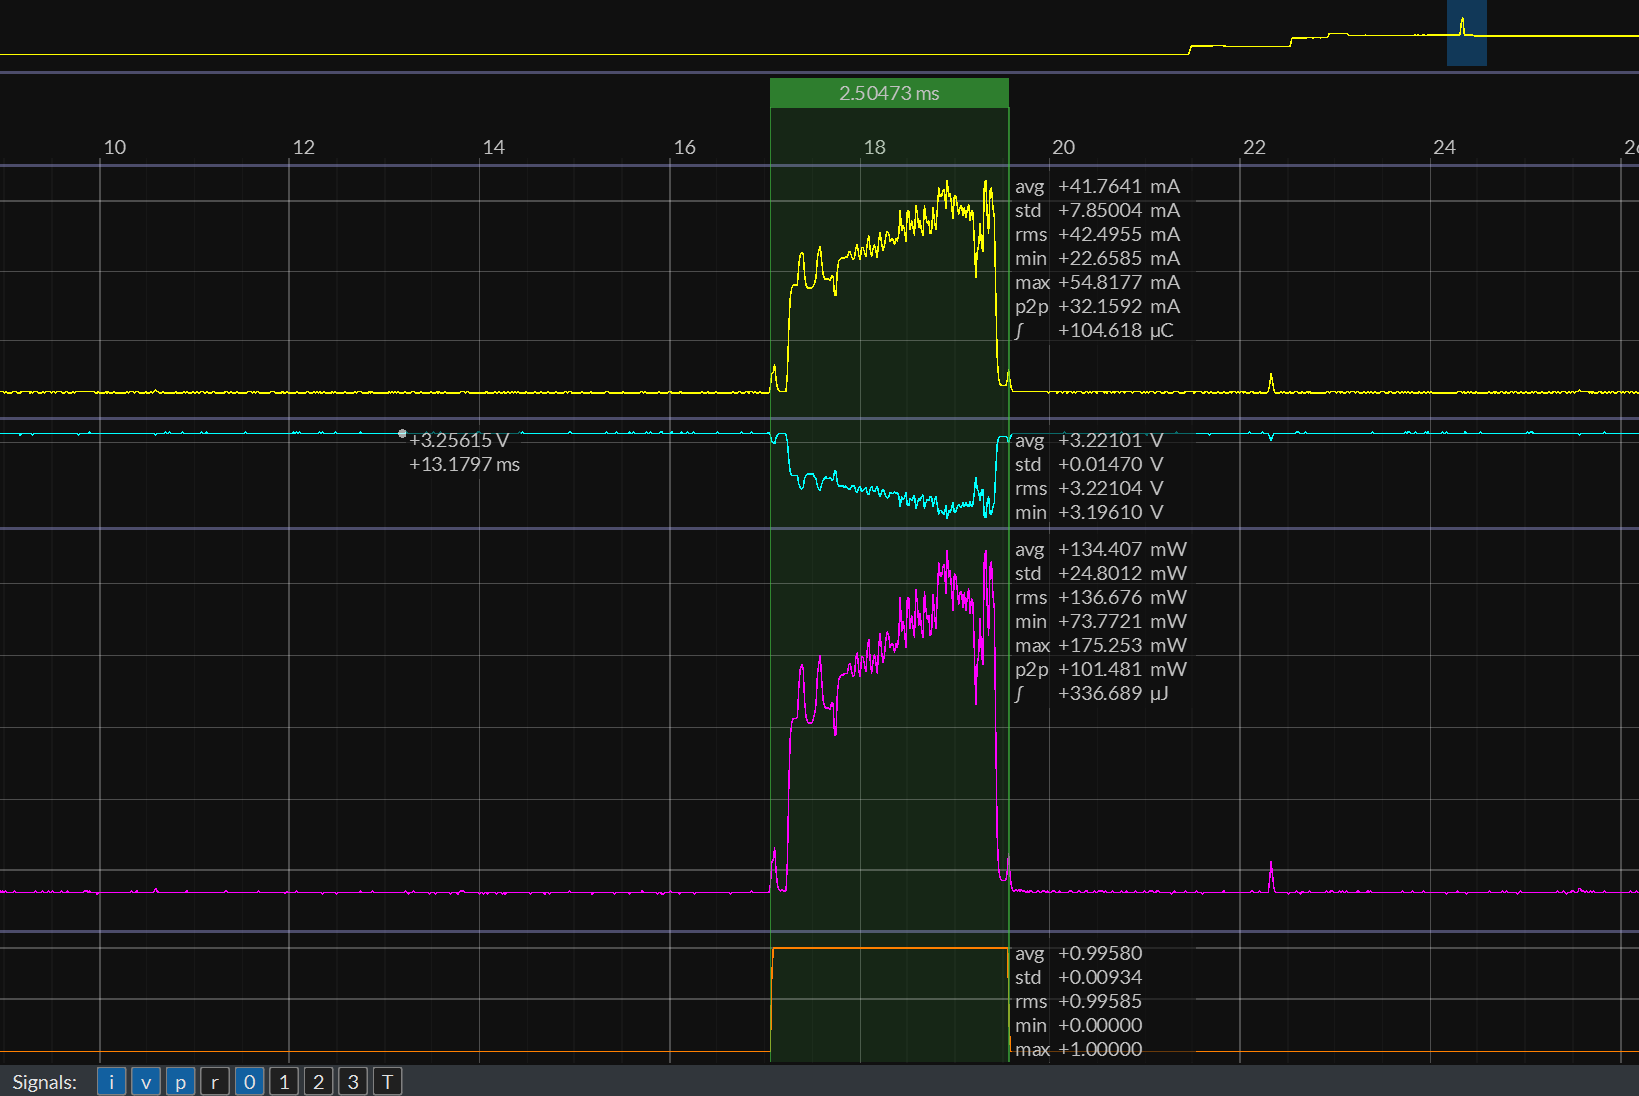 2.50473 ms
10 12 14 16 18 20 22 24
avg +41.7641 mA
std +7.85004 mA
rms +42.4955 mA
min +22.6585 mA
max +54.8177 mA
p2p +32.1592 mA
∫ +104.618 µC
+3.25615 V
+13.1797 ms
avg +3.22101 V
std +0.01470 V
rms +3.22104 V
min +3.19610 V
avg +134.407 mW
std +24.8012 mW
rms +136.676 mW
min +73.7721 mW
max +175.253 mW
p2p +101.481 mW
∫ +336.689 µJ
avg +0.99580
std +0.00934
rms +0.99585
min +0.00000
max +1.00000
Signals: i v p r 0 1 2 3 T